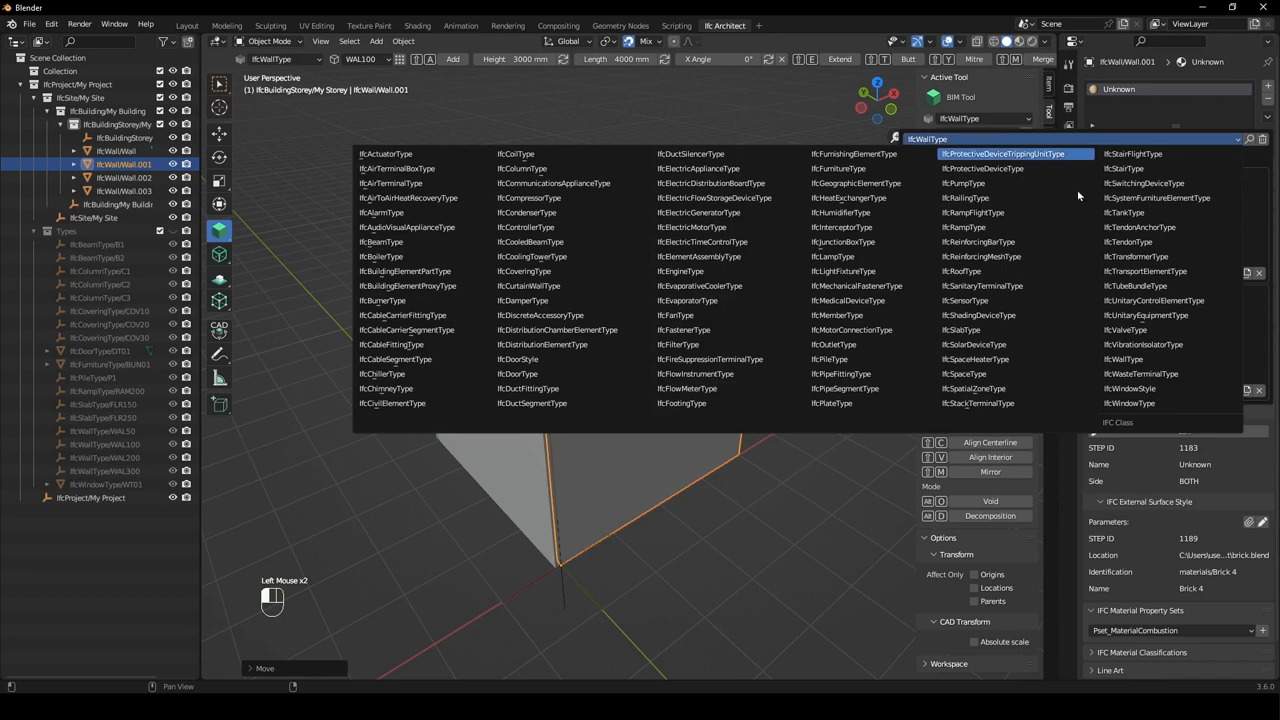 Blender
File Edit Render Window Help Layout Modeling Sculpting UV Editing Texture Paint Shading Animation Rendering Compositing Geometry Nodes Scripting Ifc Architect + Scene ViewLayer
Object Mode View Select Add Object Global Mix
IfcWallType WAL100 A Add Height 3000 mm Length 4000 mm X Angle 0° E Extend T Butt Y Mitre M Merge
Scene Collection
Collection
IfcProject/My Project
IfcSite/My Site
IfcBuilding/My Building
IfcBuildingStorey/My
IfcBuildingStorey
IfcWall/Wall
IfcWall/Wall.001
IfcWall/Wall.002
IfcWall/Wall.003
IfcBuilding/My Buildi
IfcSite/My Site
Types
IfcBeamType/B1
IfcBeamType/B2
IfcColumnType/C1
IfcColumnType/C2
IfcColumnType/C3
IfcCoveringType/COV10
IfcCoveringType/COV20
IfcCoveringType/COV30
IfcDoorType/DT01
IfcFurnitureType/BUN01
IfcPileType/P1
IfcRampType/RAM200
IfcSlabType/FLR150
IfcSlabType/FLR250
IfcWallType/WAL50
IfcWallType/WAL100
IfcWallType/WAL200
IfcWallType/WAL300
IfcWindowType/WT01
IfcProject/My Project
User Perspective
(1) IfcBuildingStorey/My Storey | IfcWall/Wall.001
Z
X
Active Tool
BIM Tool
IfcWallType
Item
Tool
IfcWall/Wall.001 > Unknown
Unknown
IfcWallType
IfcActuatorType
IfcAirTerminalBoxType
IfcAirTerminalType
IfcAirToAirHeatRecoveryType
IfcAlarmType
IfcAudioVisualApplianceType
IfcBeamType
IfcBoilerType
IfcBuildingElementPartType
IfcBuildingElementProxyType
IfcBurnerType
IfcCableCarrierFittingType
IfcCableCarrierSegmentType
IfcCableFittingType
IfcCableSegmentType
IfcChillerType
IfcChimneyType
IfcCivilElementType
IfcCoilType
IfcColumnType
IfcCommunicationsApplianceType
IfcCompressorType
IfcCondenserType
IfcControllerType
IfcCooledBeamType
IfcCoolingTowerType
IfcCoveringType
IfcCurtainWallType
IfcDamperType
IfcDiscreteAccessoryType
IfcDistributionChamberElementType
IfcDistributionElementType
IfcDoorStyle
IfcDoorType
IfcDuctFittingType
IfcDuctSegmentType
IfcDuctSilencerType
IfcElectricApplianceType
IfcElectricDistributionBoardType
IfcElectricFlowStorageDeviceType
IfcElectricGeneratorType
IfcElectricMotorType
IfcElectricTimeControlType
IfcElementAssemblyType
IfcEngineType
IfcEvaporativeCoolerType
IfcEvaporatorType
IfcFanType
IfcFastenerType
IfcFilterType
IfcFireSuppressionTerminalType
IfcFlowInstrumentType
IfcFlowMeterType
IfcFootingType
IfcFurnishingElementType
IfcFurnitureType
IfcGeographicElementType
IfcHeatExchangerType
IfcHumidifierType
IfcInterceptorType
IfcJunctionBoxType
IfcLampType
IfcLightFixtureType
IfcMechanicalFastenerType
IfcMedicalDeviceType
IfcMemberType
IfcMotorConnectionType
IfcOutletType
IfcPileType
IfcPipeFittingType
IfcPipeSegmentType
IfcPlateType
IfcProtectiveDeviceTrippingUnitType
IfcProtectiveDeviceType
IfcPumpType
IfcRailingType
IfcRampFlightType
IfcRampType
IfcReinforcingBarType
IfcReinforcingMeshType
IfcRoofType
IfcSanitaryTerminalType
IfcSensorType
IfcShadingDeviceType
IfcSlabType
IfcSolarDeviceType
IfcSpaceHeaterType
IfcSpaceType
IfcSpatialZoneType
IfcStackTerminalType
IfcStairFlightType
IfcStairType
IfcSwitchingDeviceType
IfcSystemFurnitureElementType
IfcTankType
IfcTendonAnchorType
IfcTendonType
IfcTransformerType
IfcTransportElementType
IfcTubeBundleType
IfcUnitaryControlElementType
IfcUnitaryEquipmentType
IfcValveType
IfcVibrationIsolatorType
IfcWallType
IfcWasteTerminalType
IfcWindowStyle
IfcWindowType
IFC Class
C Align Centerline
V Align Interior
M Mirror
Mode
Alt O Void
Alt D Decomposition
Options
Transform
Affect Only Origins
Locations
Parents
CAD Transform
Absolute scale
Workspace
STEP ID 1183
Name Unknown
Side BOTH
IFC External Surface Style
Parameters:
STEP ID 1189
Location C:\Users\use...t\brick.blend
Identification materials/Brick 4
Name Brick 4
IFC Material Property Sets
Pset_MaterialCombustion
IFC Material Classifications
Line Art
CAD
Left Mouse x2
Move
Pan View
3.6.0